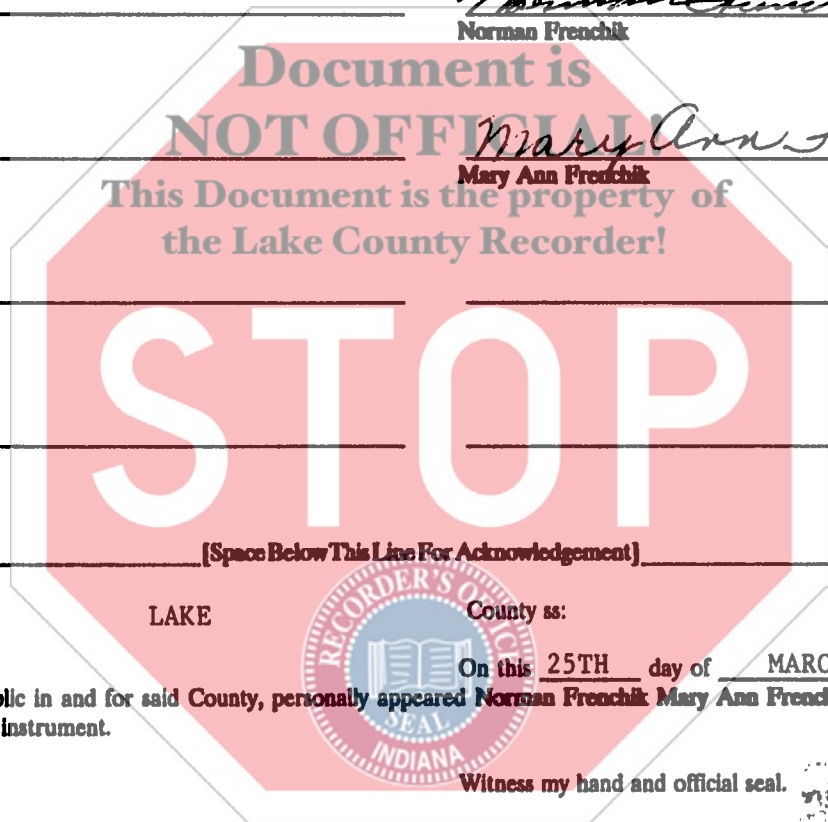 Norman Frenchik
Document is
NOT OFFICIAL!
Mary Ann
Mary Ann Frenchik
This Document is the property of
the Lake County Recorder!
STOP
[Space Below This Line For Acknowledgement]
LAKE County ss:
On this 25TH day of MARC
blic in and for said County, personally appeared Norman Frenchik Mary Ann French
instrument.
RECORDER'S OFFICE
SEAL
INDIANA
Witness my hand and official seal.